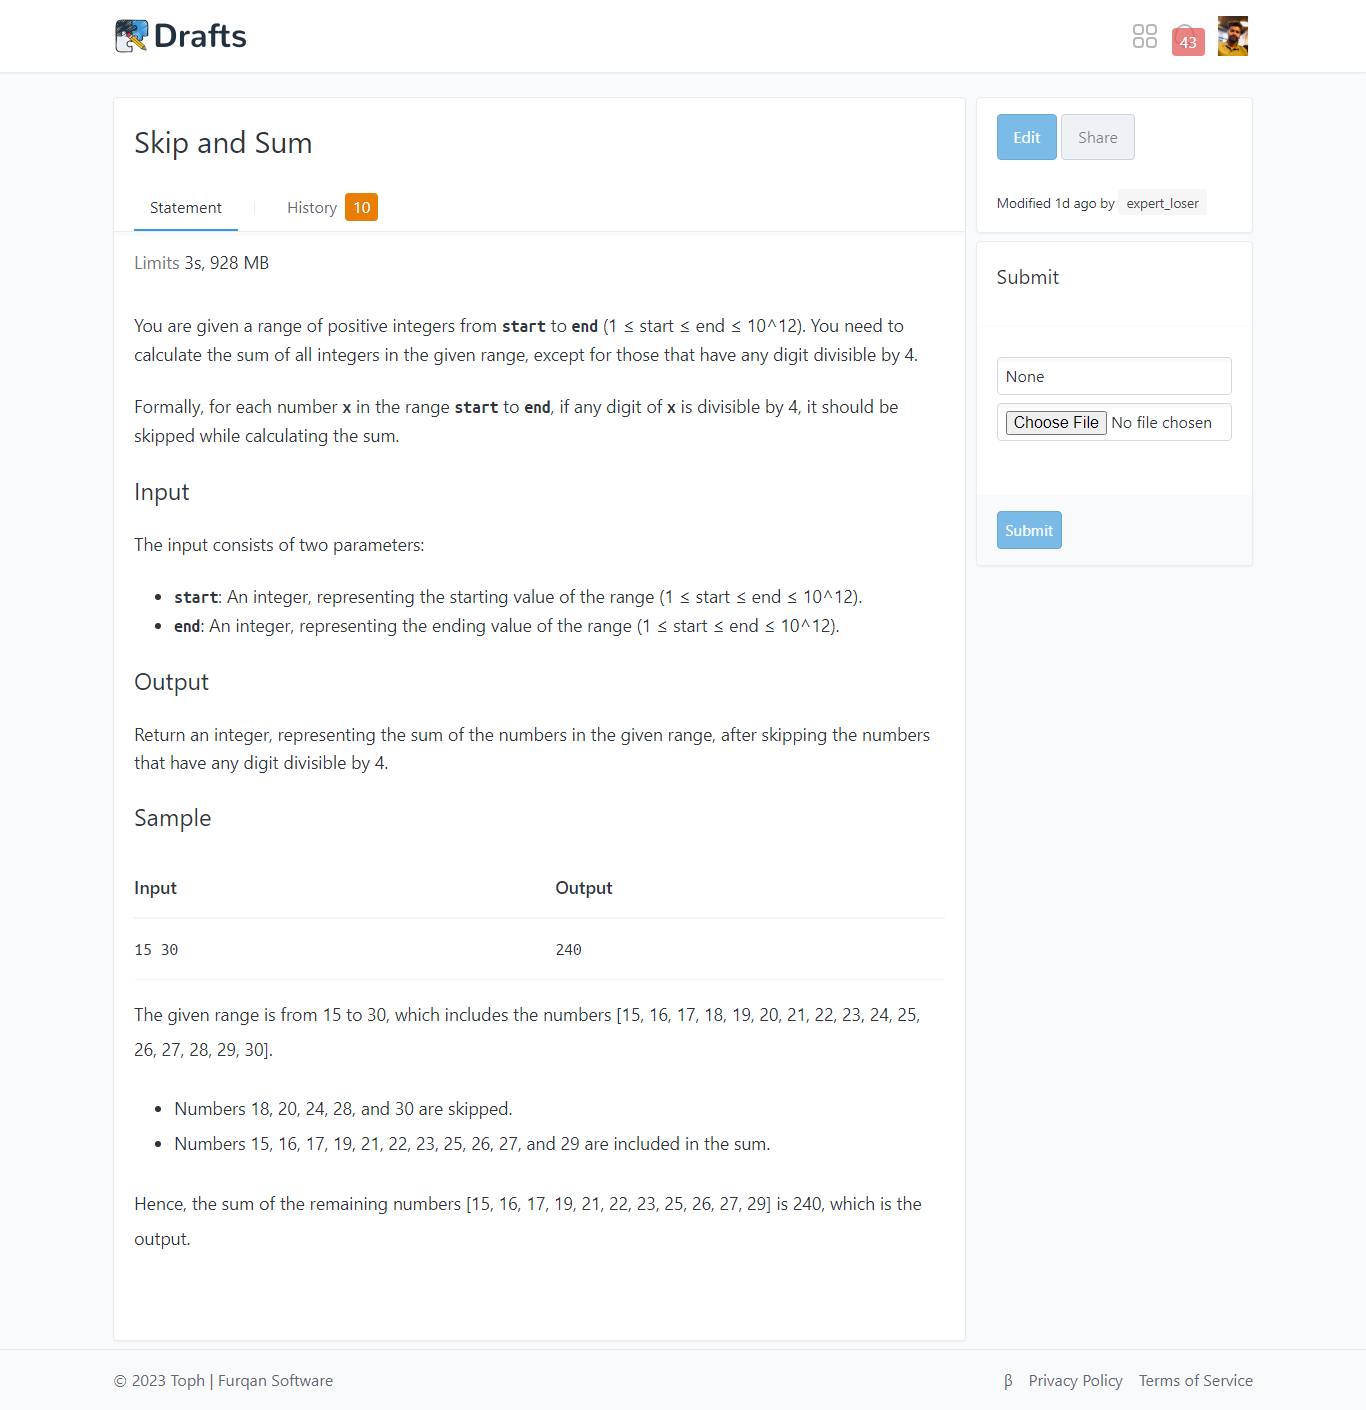 Drafts
43
Skip and Sum
Statement
History 10
Limits 3s, 928 MB
You are given a range of positive integers from start to end (1 ≤ start ≤ end ≤ 10^12). You need to
calculate the sum of all integers in the given range, except for those that have any digit divisible by 4.
Formally, for each number x in the range start to end, if any digit of x is divisible by 4, it should be
skipped while calculating the sum.
Input
The input consists of two parameters:
• start: An integer, representing the starting value of the range (1 ≤ start ≤ end ≤ 10^12).
• end: An integer, representing the ending value of the range (1 ≤ start ≤ end ≤ 10^12).
Output
Return an integer, representing the sum of the numbers in the given range, after skipping the numbers
that have any digit divisible by 4.
Sample
Input Output
15 30 240
The given range is from 15 to 30, which includes the numbers [15, 16, 17, 18, 19, 20, 21, 22, 23, 24, 25,
26, 27, 28, 29, 30].
• Numbers 18, 20, 24, 28, and 30 are skipped.
• Numbers 15, 16, 17, 19, 21, 22, 23, 25, 26, 27, and 29 are included in the sum.
Hence, the sum of the remaining numbers [15, 16, 17, 19, 21, 22, 23, 25, 26, 27, 29] is 240, which is the
output.
Edit Share
Modified 1d ago by expert_loser
Submit
None
Choose File No file chosen
Submit
© 2023 Toph | Furqan Software
β Privacy Policy Terms of Service